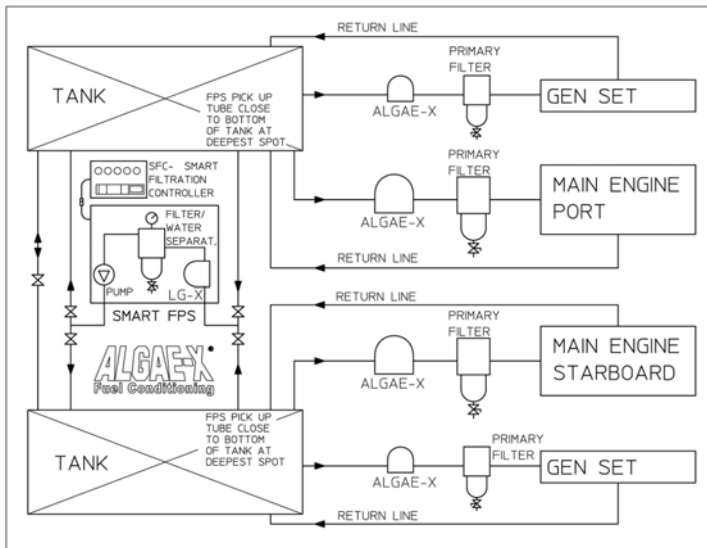 RETURN LINE
TANK
FPS PICK UP
TUBE CLOSE
TO BOTTOM
OF TANK AT
DEEPEST SPOT
ALGAE-X
PRIMARY
FILTER
GEN SET
SFC- SMART
FILTRATION
CONTROLLER
FILTER/
WATER
SEPARAT.
PUMP
LG-X
SMART FPS
ALGAE-X
PRIMARY
FILTER
MAIN ENGINE
PORT
RETURN LINE
RETURN LINE
ALGAE-X
Fuel Conditioning
ALGAE-X
PRIMARY
FILTER
MAIN ENGINE
STARBOARD
TANK
FPS PICK UP
TUBE CLOSE
TO BOTTOM
OF TANK AT
DEEPEST SPOT
ALGAE-X
PRIMARY
FILTER
GEN SET
RETURN LINE